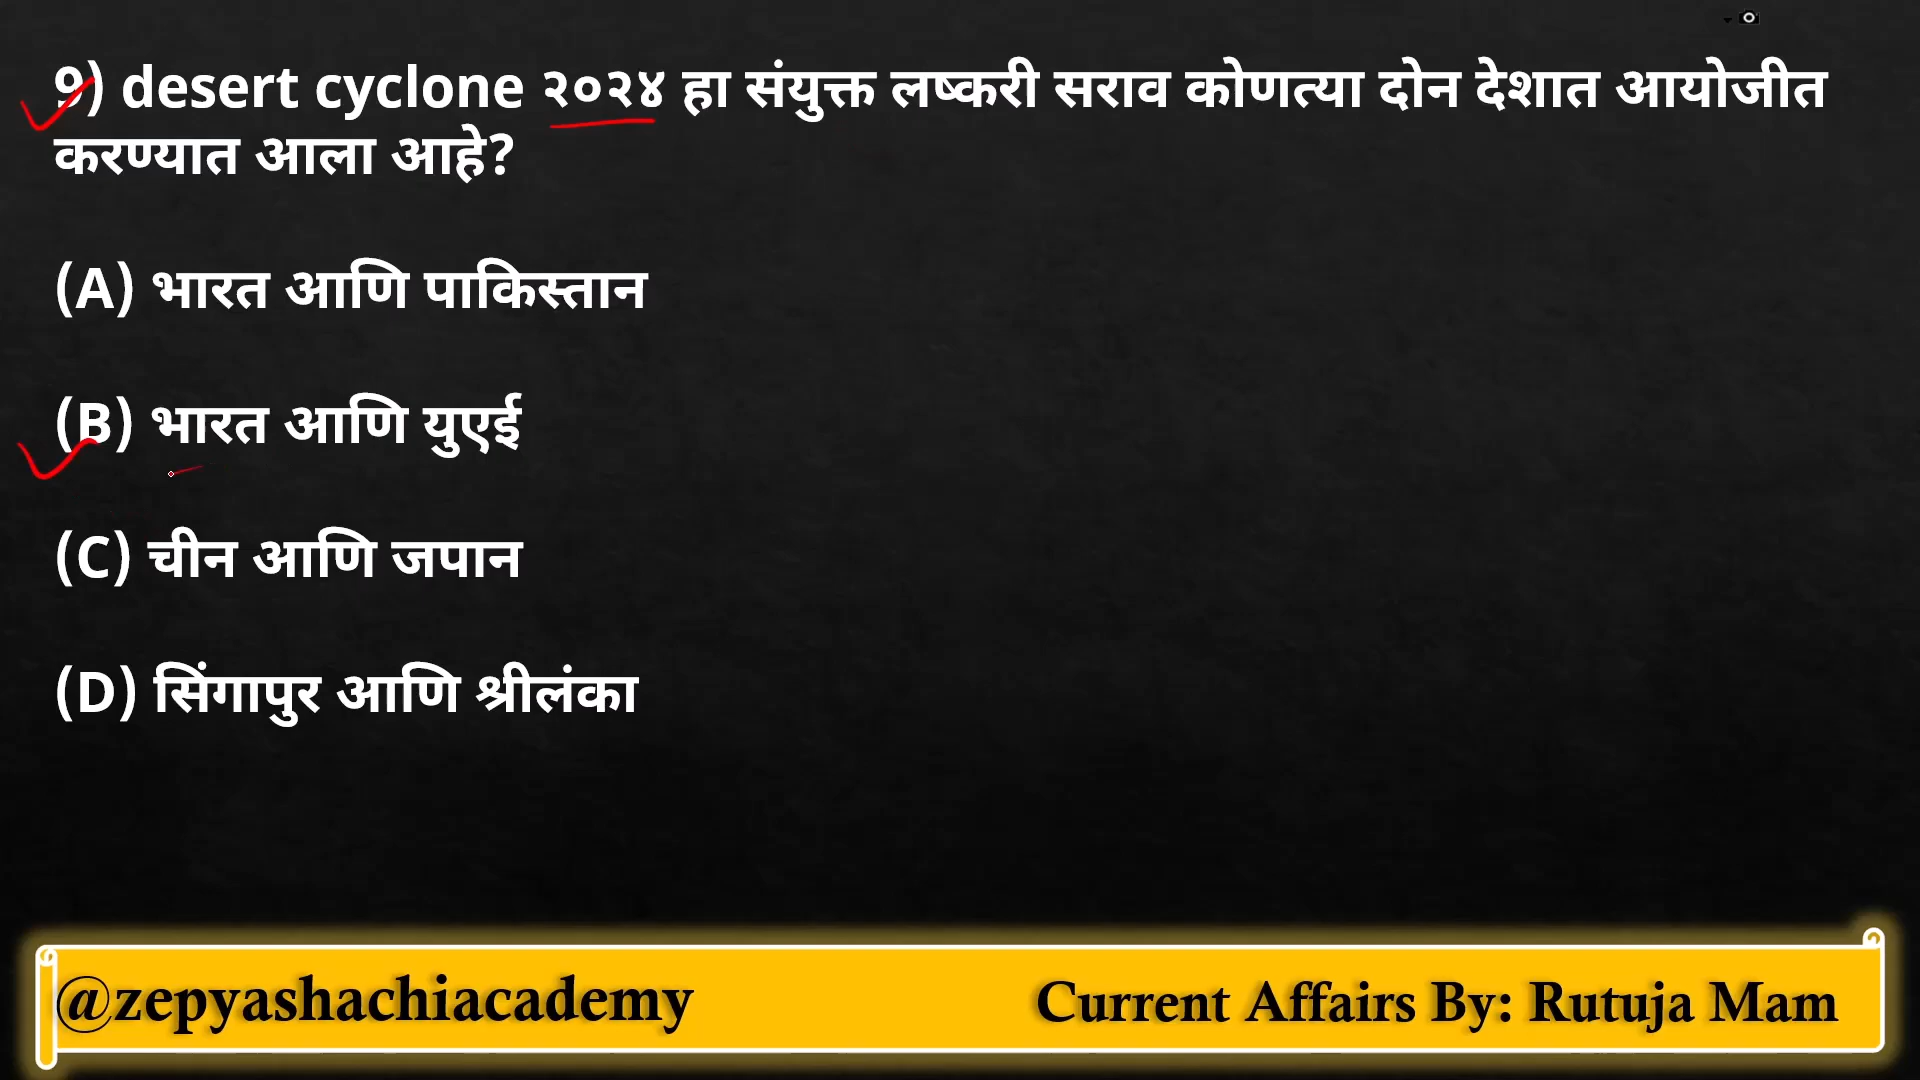 9) desert cyclone २०२४ हा संयुक्त लष्करी सराव कोणत्या दोन देशात आयोजीत
करण्यात आला आहे?
(A) भारत आणि पाकिस्तान
(B) भारत आणि युएई
(C) चीन आणि जपान
(D) सिंगापुर आणि श्रीलंका
@zepyashachiacademy
Current Affairs By: Rutuja Mam